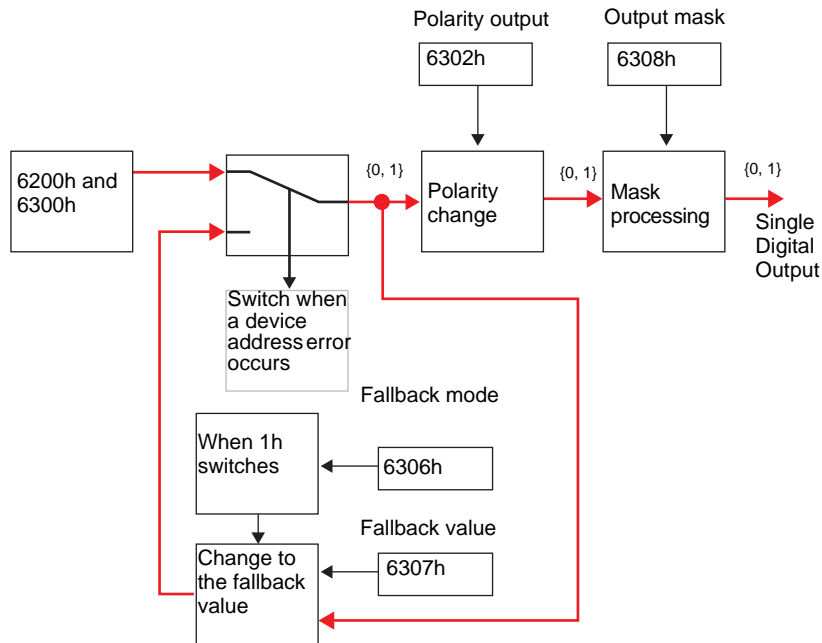 Polarity output
Output mask
6302h
6308h
6200h and
6300h
{0, 1}
Polarity
change
{0, 1}
Mask
processing
{0, 1}
Single
Digital
Output
Switch when
a device
address error
occurs
Fallback mode
When 1h
switches
6306h
Fallback value
Change to
the fallback
value
6307h